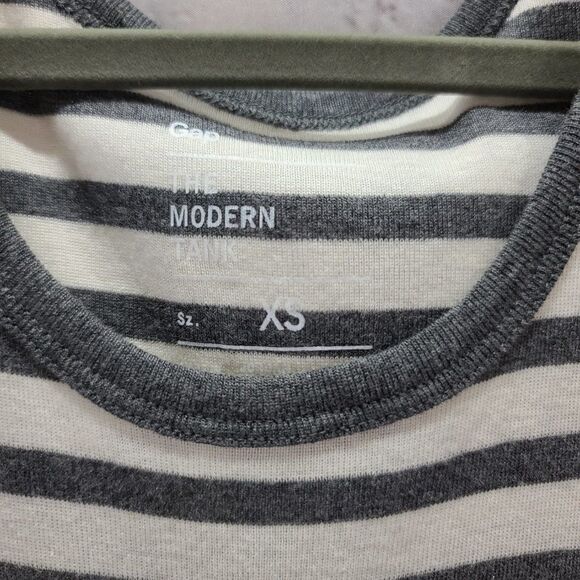 Gap
THE
MODERN
TANK
Sz. XS